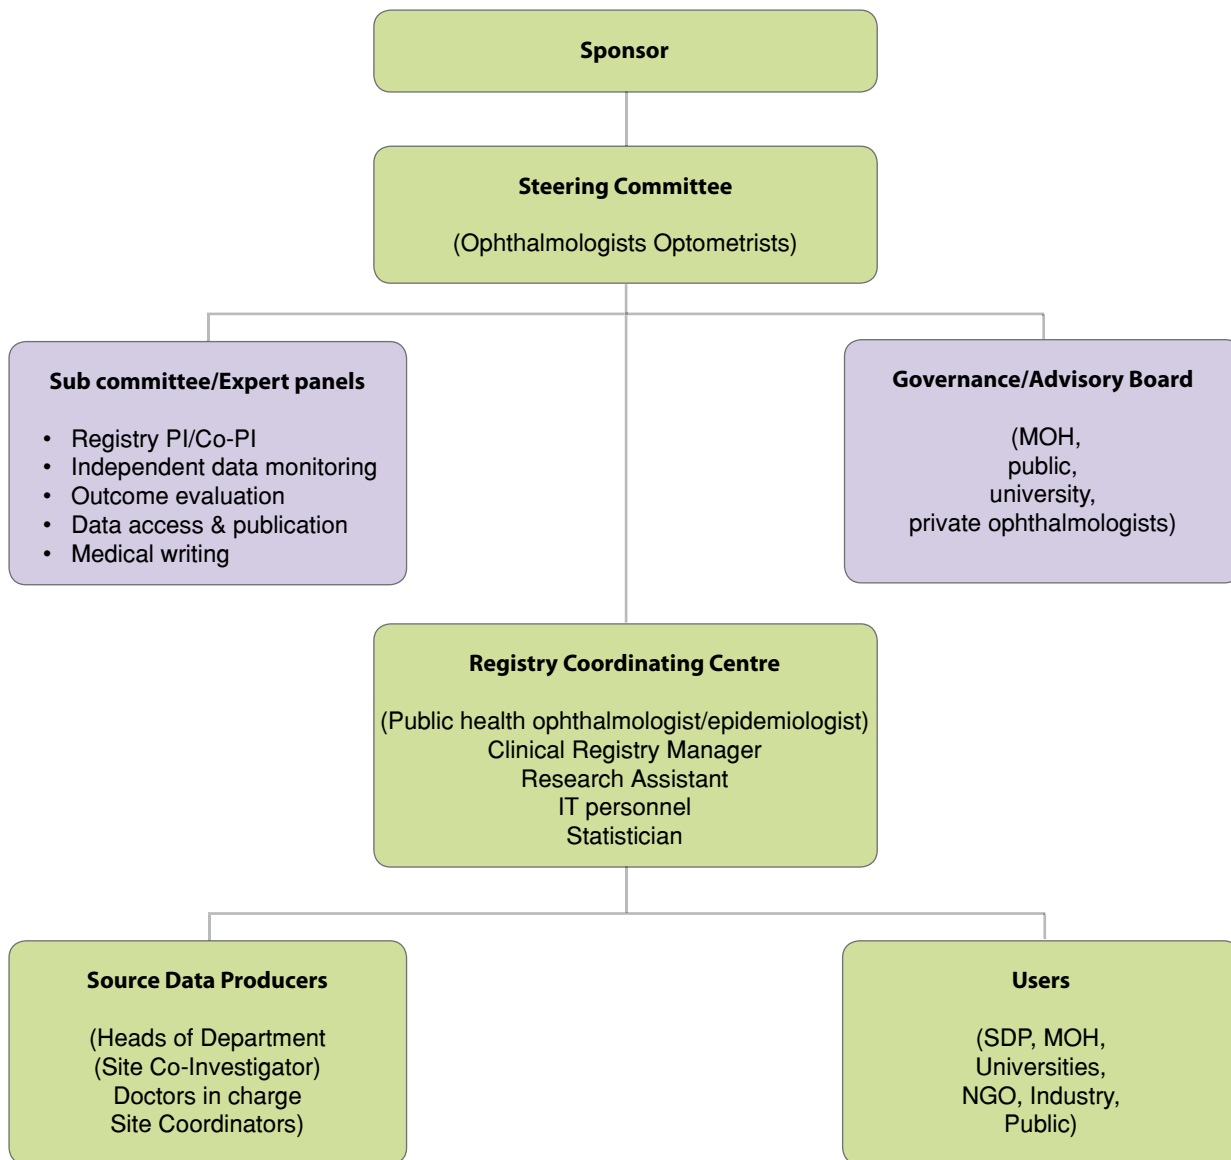 Sponsor
Steering Committee
(Ophthalmologists Optometrists)
Sub committee/Expert panels
• Registry PI/Co-PI
• Independent data monitoring
• Outcome evaluation
• Data access & publication
• Medical writing
Governance/Advisory Board
(MOH,
public,
university,
private ophthalmologists)
Registry Coordinating Centre
(Public health ophthalmologist/epidemiologist)
Clinical Registry Manager
Research Assistant
IT personnel
Statistician
Source Data Producers
(Heads of Department
(Site Co-Investigator)
Doctors in charge
Site Coordinators)
Users
(SDP, MOH,
Universities,
NGO, Industry,
Public)